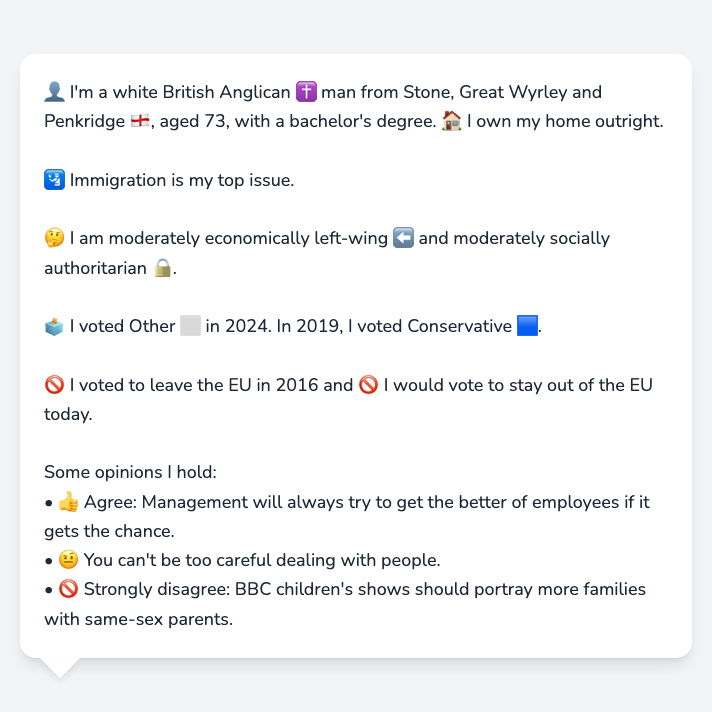 👤 I'm a white British Anglican ✝️ man from Stone, Great Wyrley and
Penkridge 🏴󠁧󠁢󠁥󠁮󠁧󠁿, aged 73, with a bachelor's degree. 🏠 I own my home outright.
🛂 Immigration is my top issue.
🤔 I am moderately economically left-wing ⬅️ and moderately socially
authoritarian 🔒.
🗳️ I voted Other ⬜ in 2024. In 2019, I voted Conservative 🟦.
🚫 I voted to leave the EU in 2016 and 🚫 I would vote to stay out of the EU
today.
Some opinions I hold:
• 👍 Agree: Management will always try to get the better of employees if it
gets the chance.
• 🤨 You can't be too careful dealing with people.
• 🚫 Strongly disagree: BBC children's shows should portray more families
with same-sex parents.